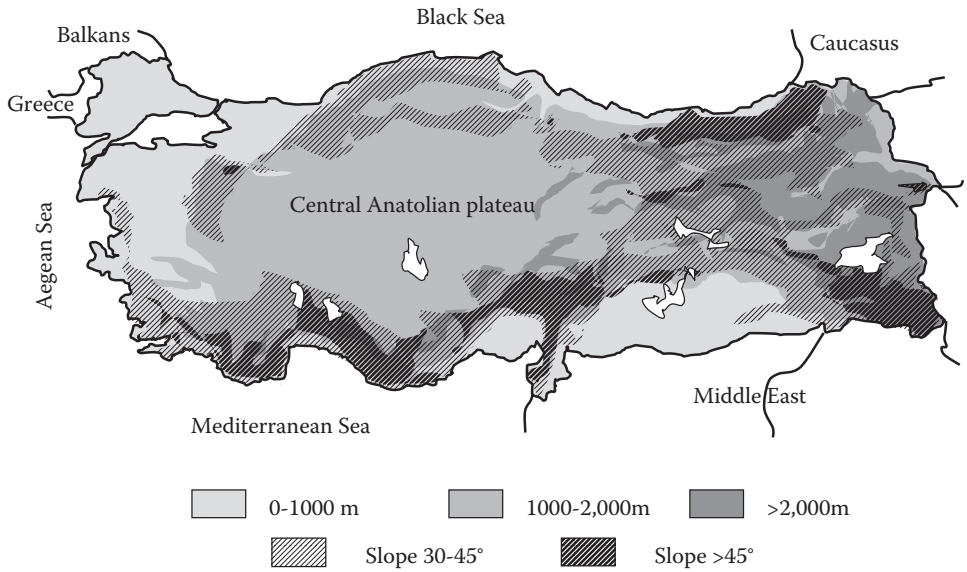 Black Sea
Balkans
Caucasus
Greece
Central Anatolian plateau
Aegean Sea
Middle East
Mediterranean Sea
0-1000 m
1000-2,000m
>2,000m
Slope 30-45°
Slope >45°